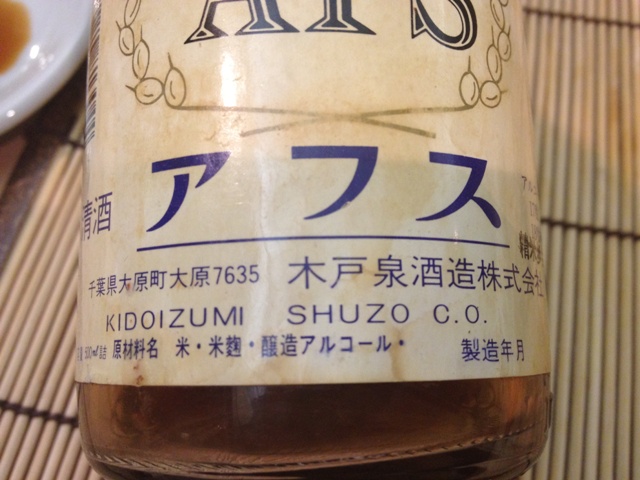 AFS
アフス
清酒
千葉県大原町大原7635 木戸泉酒造株式会
KIDOIZUMI SHUZO C.O.
原材料名 米・米麹・醸造アルコール・ 製造年月